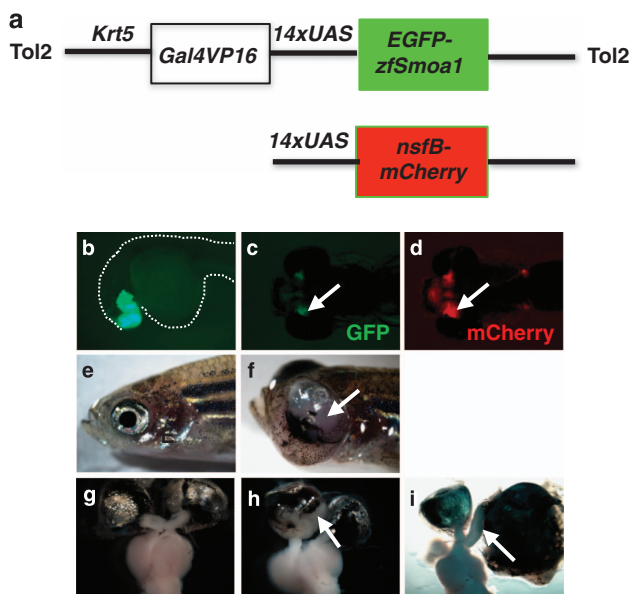 a
Krt5 14xUAS EGFP-
Tol2 Gal4VP16 zfSmoa1 Tol2
14xUAS nsfB-
mCherry
b c d
GFP mCherry
e f
g h i